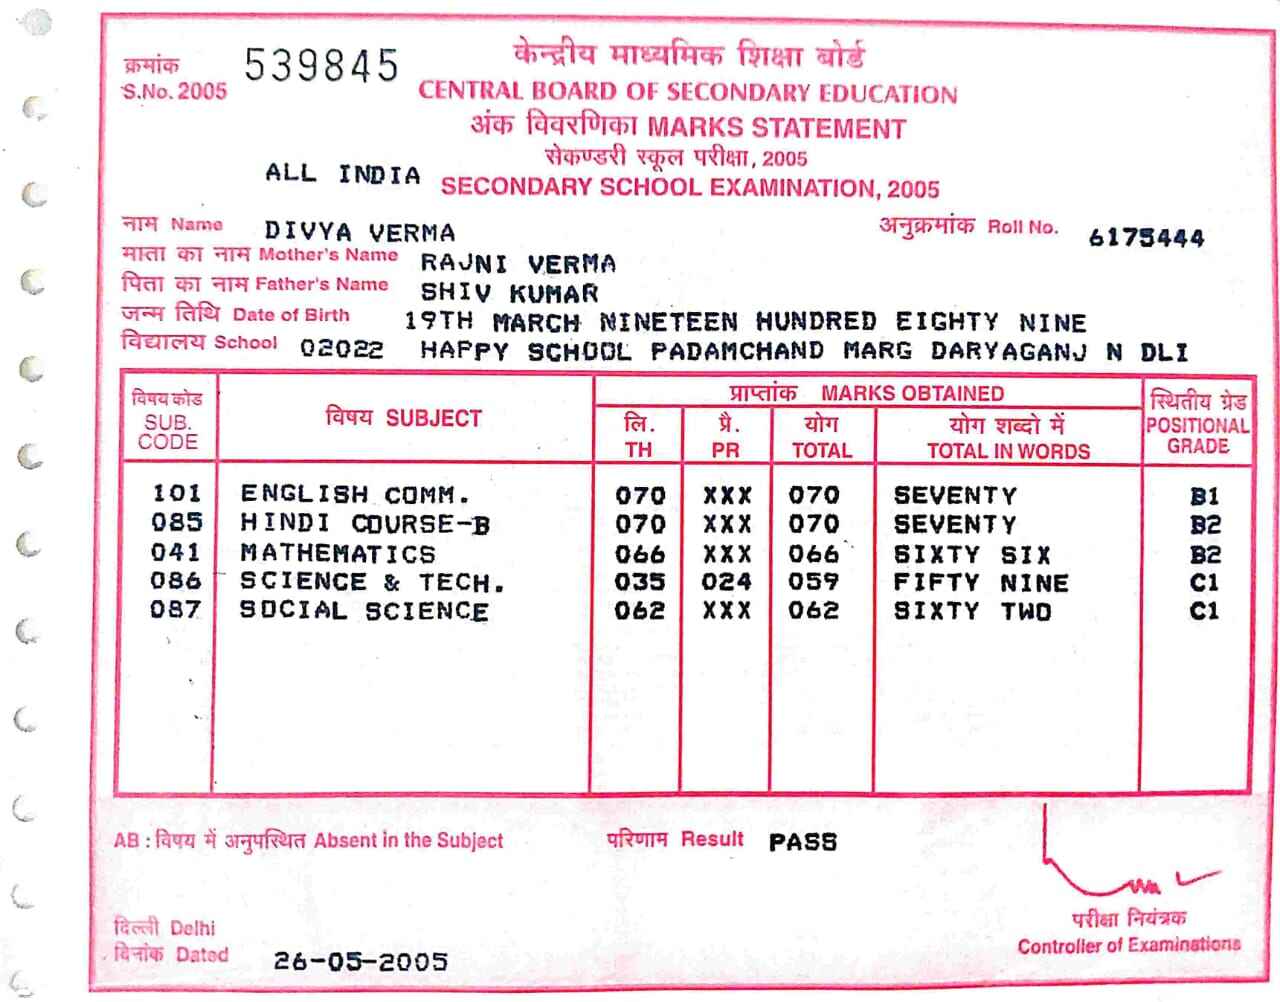 केन्द्रीय माध्यमिक शिक्षा बोर्ड
क्रमांक
S.No. 2005 539845
CENTRAL BOARD OF SECONDARY EDUCATION
अंक विवरणिका MARKS STATEMENT
सेकण्डरी स्कूल परीक्षा, 2005
ALL INDIA SECONDARY SCHOOL EXAMINATION, 2005
नाम Name DIVYA VERMA अनुक्रमांक Roll No. 6175444
माता का नाम Mother's Name RAJNI VERMA
पिता का नाम Father's Name SHIV KUMAR
जन्म तिथि Date of Birth 19TH MARCH NINETEEN HUNDRED EIGHTY NINE
विद्यालय School 02022 HAPPY SCHOOL PADAMCHAND MARG DARYAGANJ N DLI
विषय कोड SUB. CODE विषय SUBJECT प्राप्तांक MARKS OBTAINED स्थितीय ग्रेड POSITIONAL GRADE
लि. TH प्रै. PR योग TOTAL योग शब्दो में TOTAL IN WORDS
101 ENGLISH COMM. 070 XXX 070 SEVENTY B1
085 HINDI COURSE-B 070 XXX 070 SEVENTY B2
041 MATHEMATICS 066 XXX 066 SIXTY SIX B2
086 SCIENCE & TECH. 035 024 059 FIFTY NINE C1
087 SOCIAL SCIENCE 062 XXX 062 SIXTY TWO C1
AB : विषय में अनुपस्थित Absent in the Subject परिणाम Result PASS
दिल्ली Delhi
दिनांक Dated 26-05-2005
परीक्षा नियंत्रक
Controller of Examinations